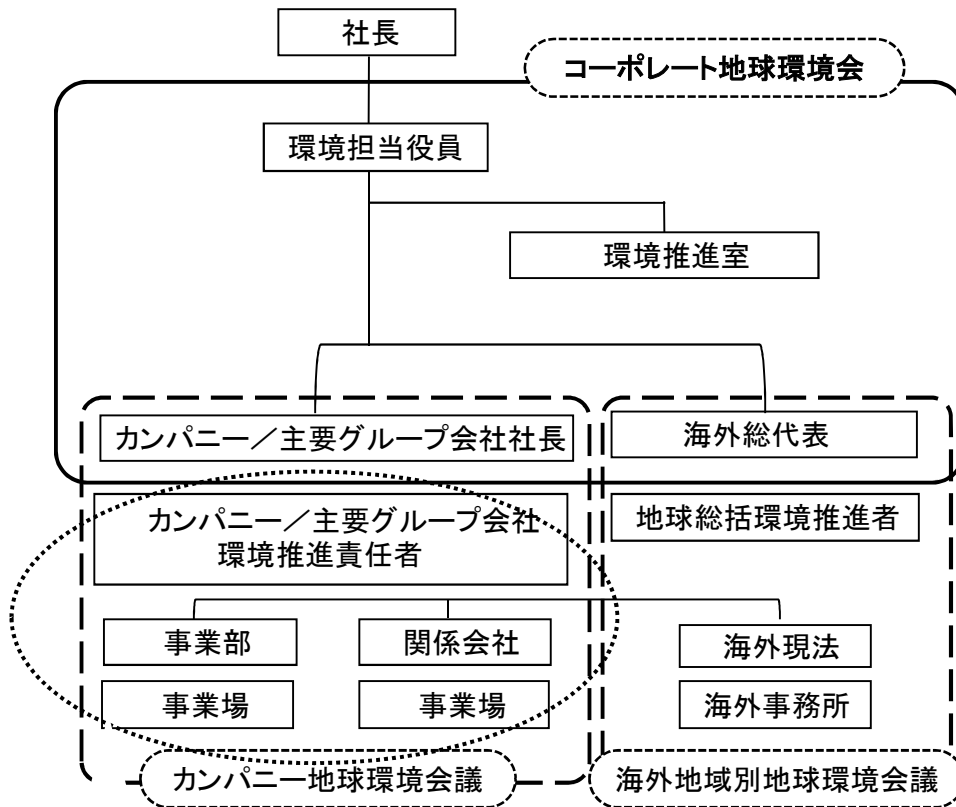 社長
コーポレート地球環境会
環境担当役員
環境推進室
カンパニー／主要グループ会社社長
海外総代表
カンパニー／主要グループ会社
環境推進責任者
地球総括環境推進者
事業部
関係会社
海外現法
事業場
事業場
海外事務所
カンパニー地球環境会議
海外地域別地球環境会議